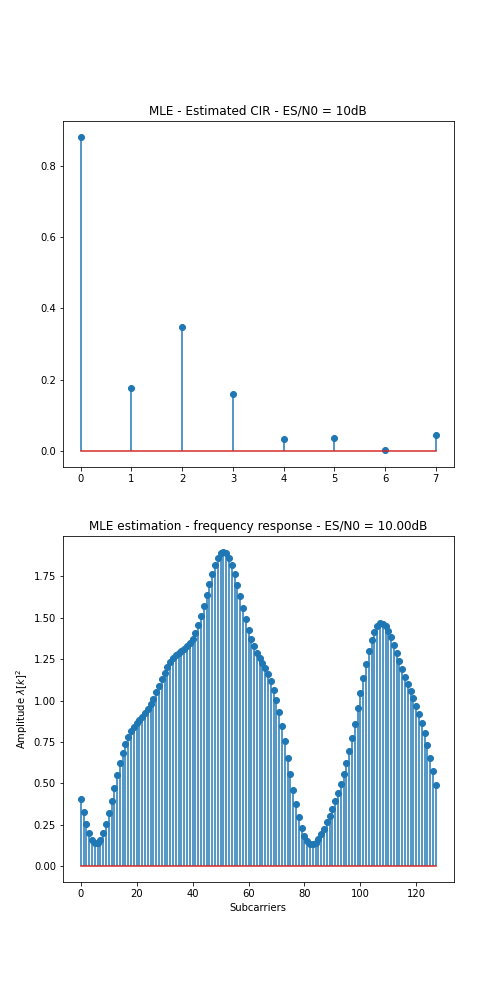 MLE - Estimated CIR - ES/N0 = 10dB
0.8
0.6
0.4
0.2
0.0
0 1 2 3 4 5 6 7
MLE estimation - frequency response - ES/N0 = 10.00dB
Amplitude λ[k]²
1.75
1.50
1.25
1.00
0.75
0.50
0.25
0.00
0 20 40 60 80 100 120
Subcarriers